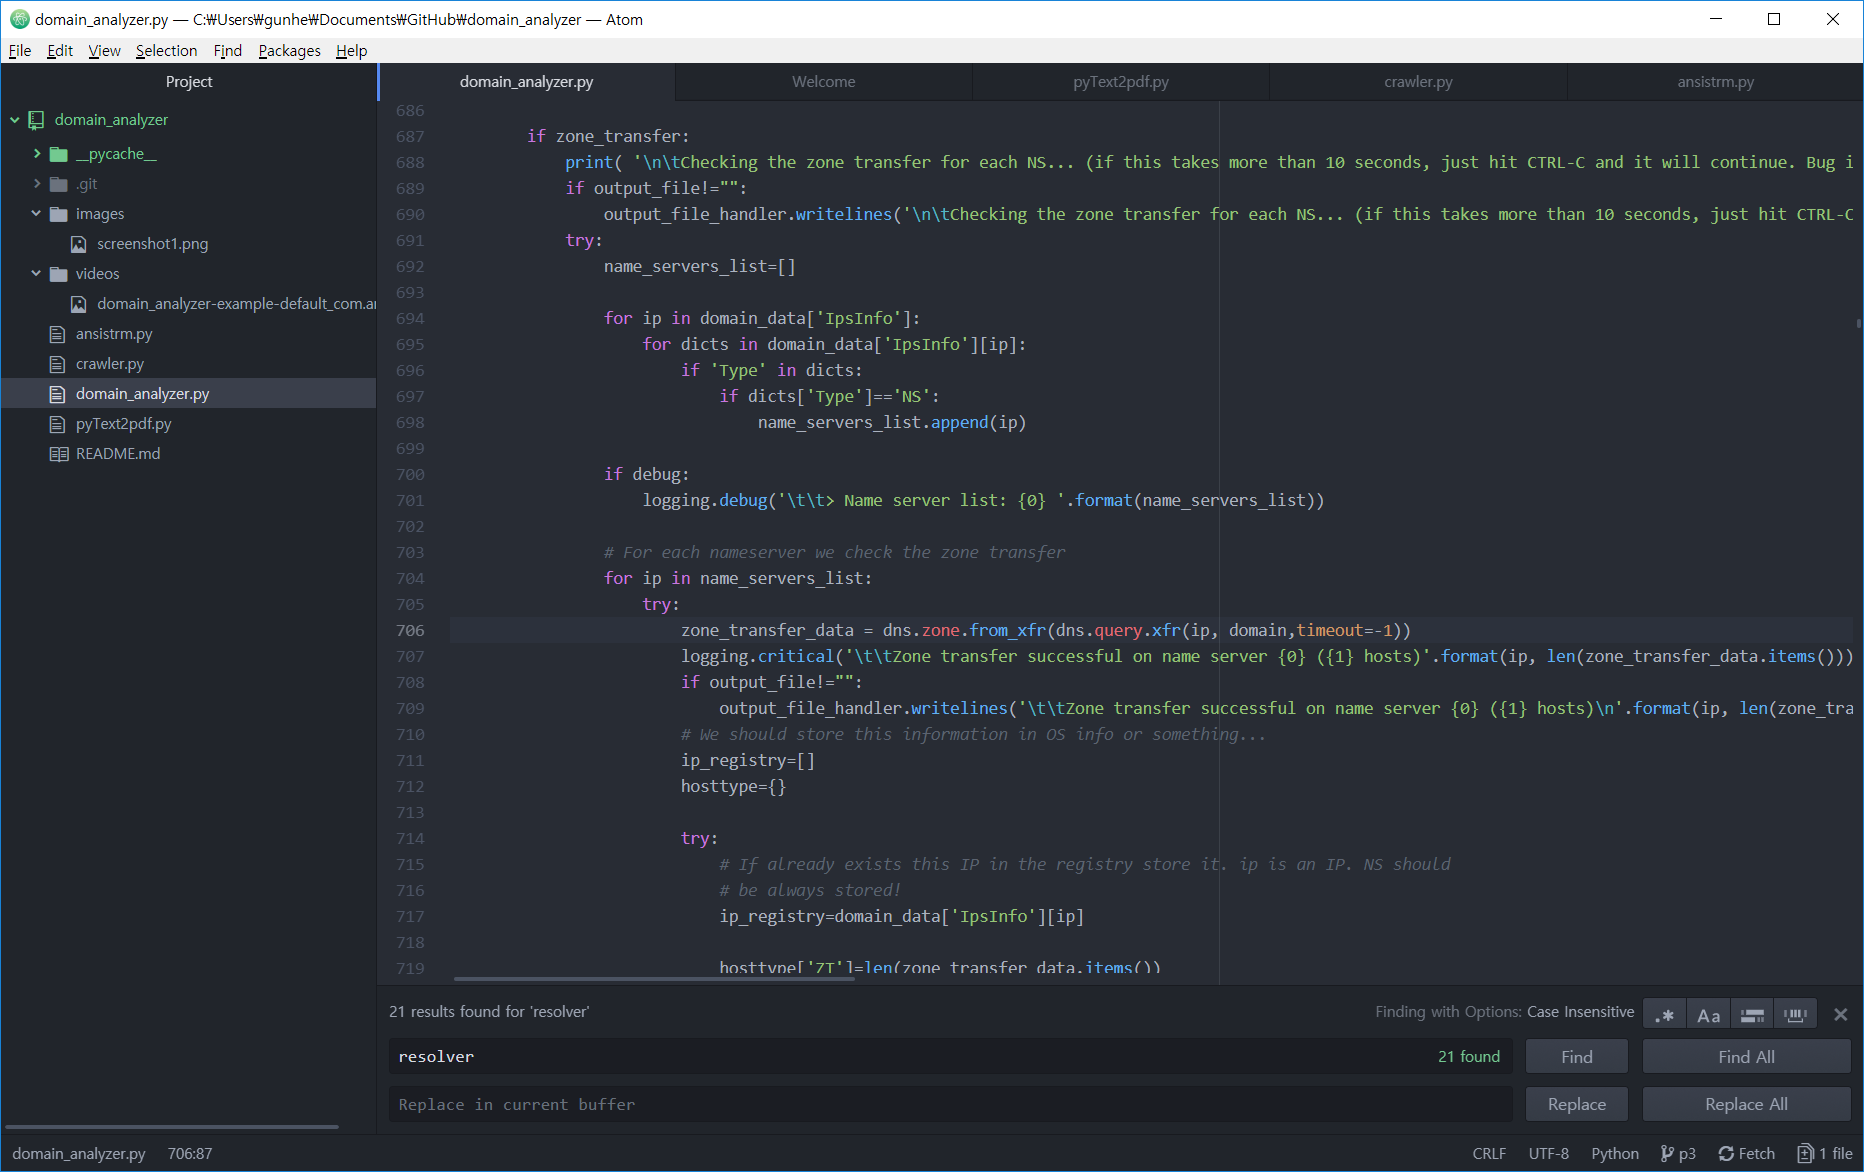 domain_analyzer.py — C:₩Users₩gunhe₩Documents₩GitHub₩domain_analyzer — Atom
File Edit View Selection Find Packages Help
Project
domain_analyzer
__pycache__
.git
images
screenshot1.png
videos
domain_analyzer-example-default_com.ar
ansistrm.py
crawler.py
domain_analyzer.py
pyText2pdf.py
README.md
domain_analyzer.py Welcome pyText2pdf.py crawler.py ansistrm.py
686
687 if zone_transfer:
688 print( '\n\tChecking the zone transfer for each NS... (if this takes more than 10 seconds, just hit CTRL-C and it will continue. Bug i
689 if output_file!="":
690 output_file_handler.writelines('\n\tChecking the zone transfer for each NS... (if this takes more than 10 seconds, just hit CTRL-C
691 try:
692 name_servers_list=[]
693
694 for ip in domain_data['IpsInfo']:
695 for dicts in domain_data['IpsInfo'][ip]:
696 if 'Type' in dicts:
697 if dicts['Type']=='NS':
698 name_servers_list.append(ip)
699
700 if debug:
701 logging.debug('\t\t> Name server list: {0} '.format(name_servers_list))
702
703 # For each nameserver we check the zone transfer
704 for ip in name_servers_list:
705 try:
706 zone_transfer_data = dns.zone.from_xfr(dns.query.xfr(ip, domain,timeout=-1))
707 logging.critical('\t\tZone transfer successful on name server {0} ({1} hosts)'.format(ip, len(zone_transfer_data.items()))
708 if output_file!="":
709 output_file_handler.writelines('\t\tZone transfer successful on name server {0} ({1} hosts)\n'.format(ip, len(zone_tra
710 # We should store this information in OS info or something...
711 ip_registry=[]
712 hosttype={}
713
714 try:
715 # If already exists this IP in the registry store it. ip is an IP. NS should
716 # be always stored!
717 ip_registry=domain_data['IpsInfo'][ip]
718
719 hosttype['ZT']=len(zone_transfer_data.items())
21 results found for 'resolver' Finding with Options: Case Insensitive .* Aa
resolver 21 found Find Find All
Replace in current buffer Replace Replace All
domain_analyzer.py 706:87 CRLF UTF-8 Python p3 Fetch 1 file